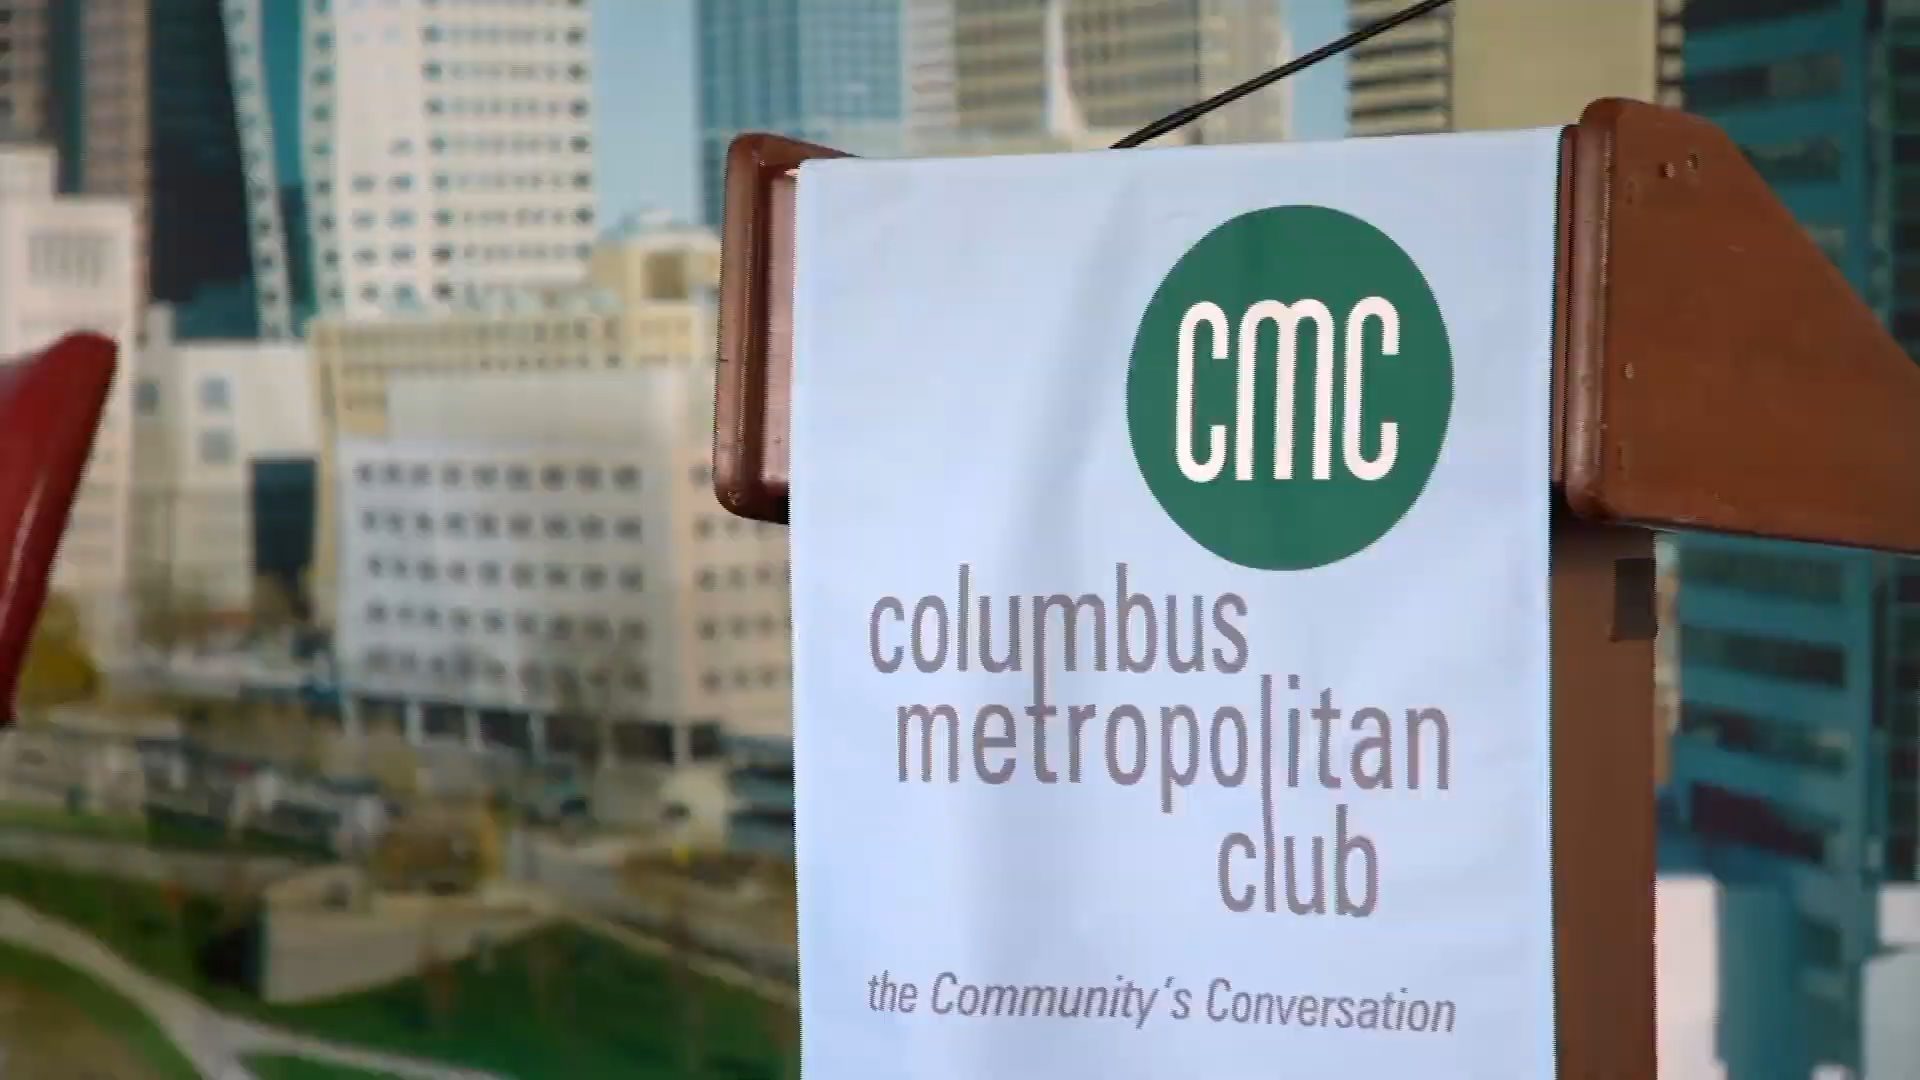 cmc
columbus
metropolitan
club
the Community's Conversation